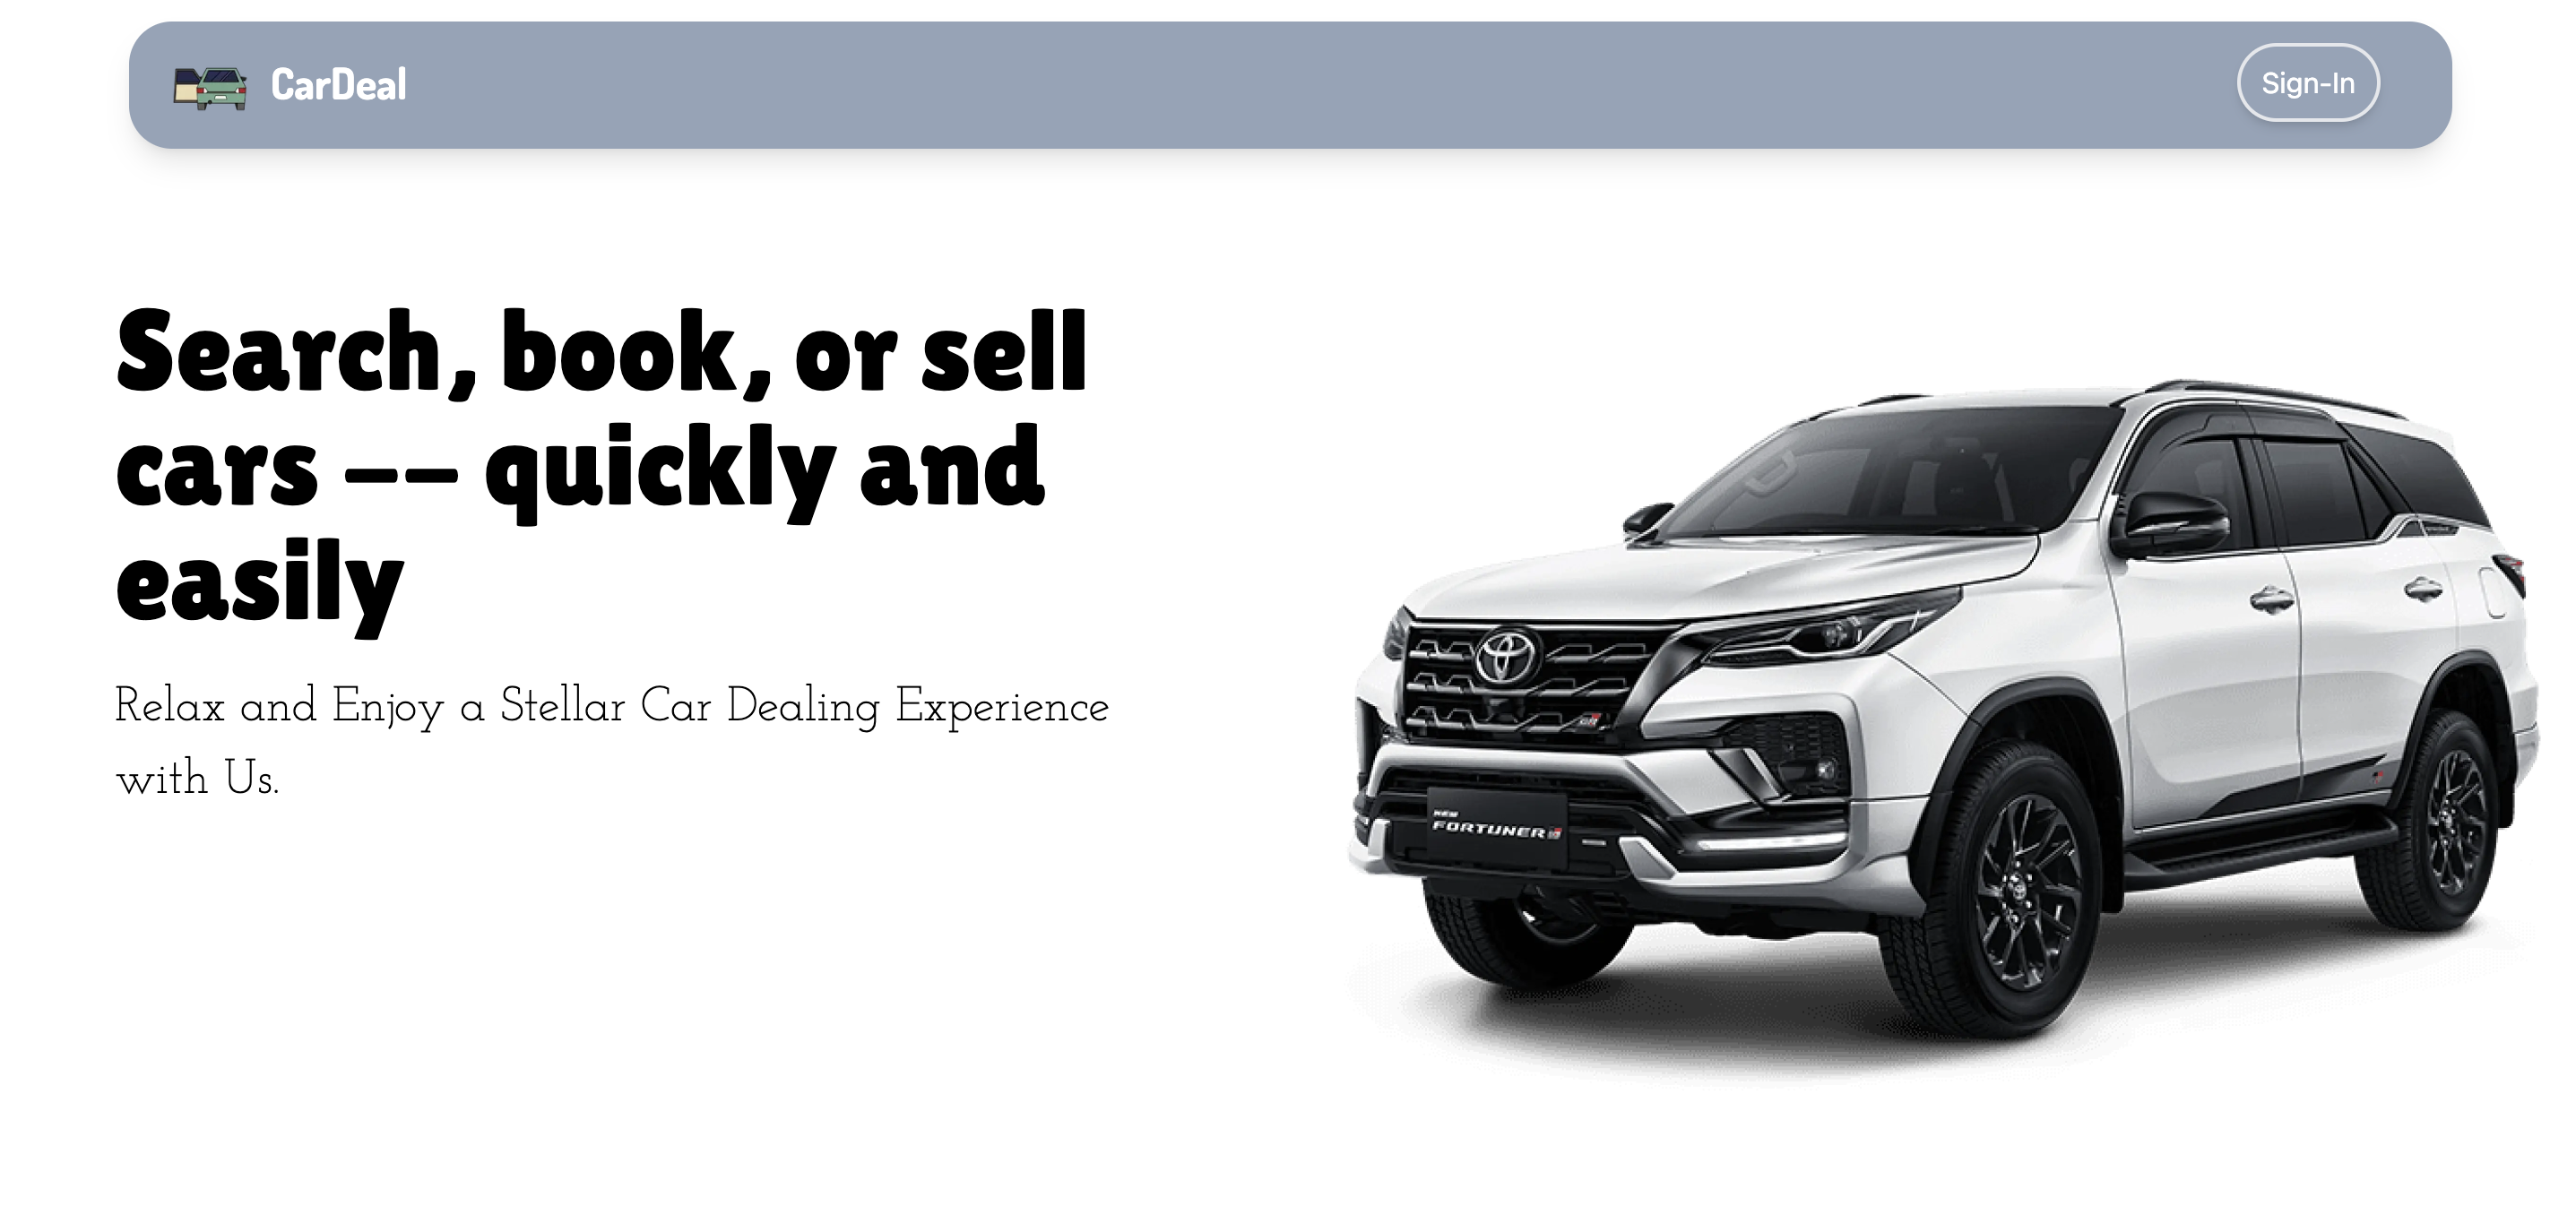 CarDeal
Sign-In
Search, book, or sell
cars -- quickly and
easily
Relax and Enjoy a Stellar Car Dealing Experience
with Us.
NEW
FORTUNER
GR